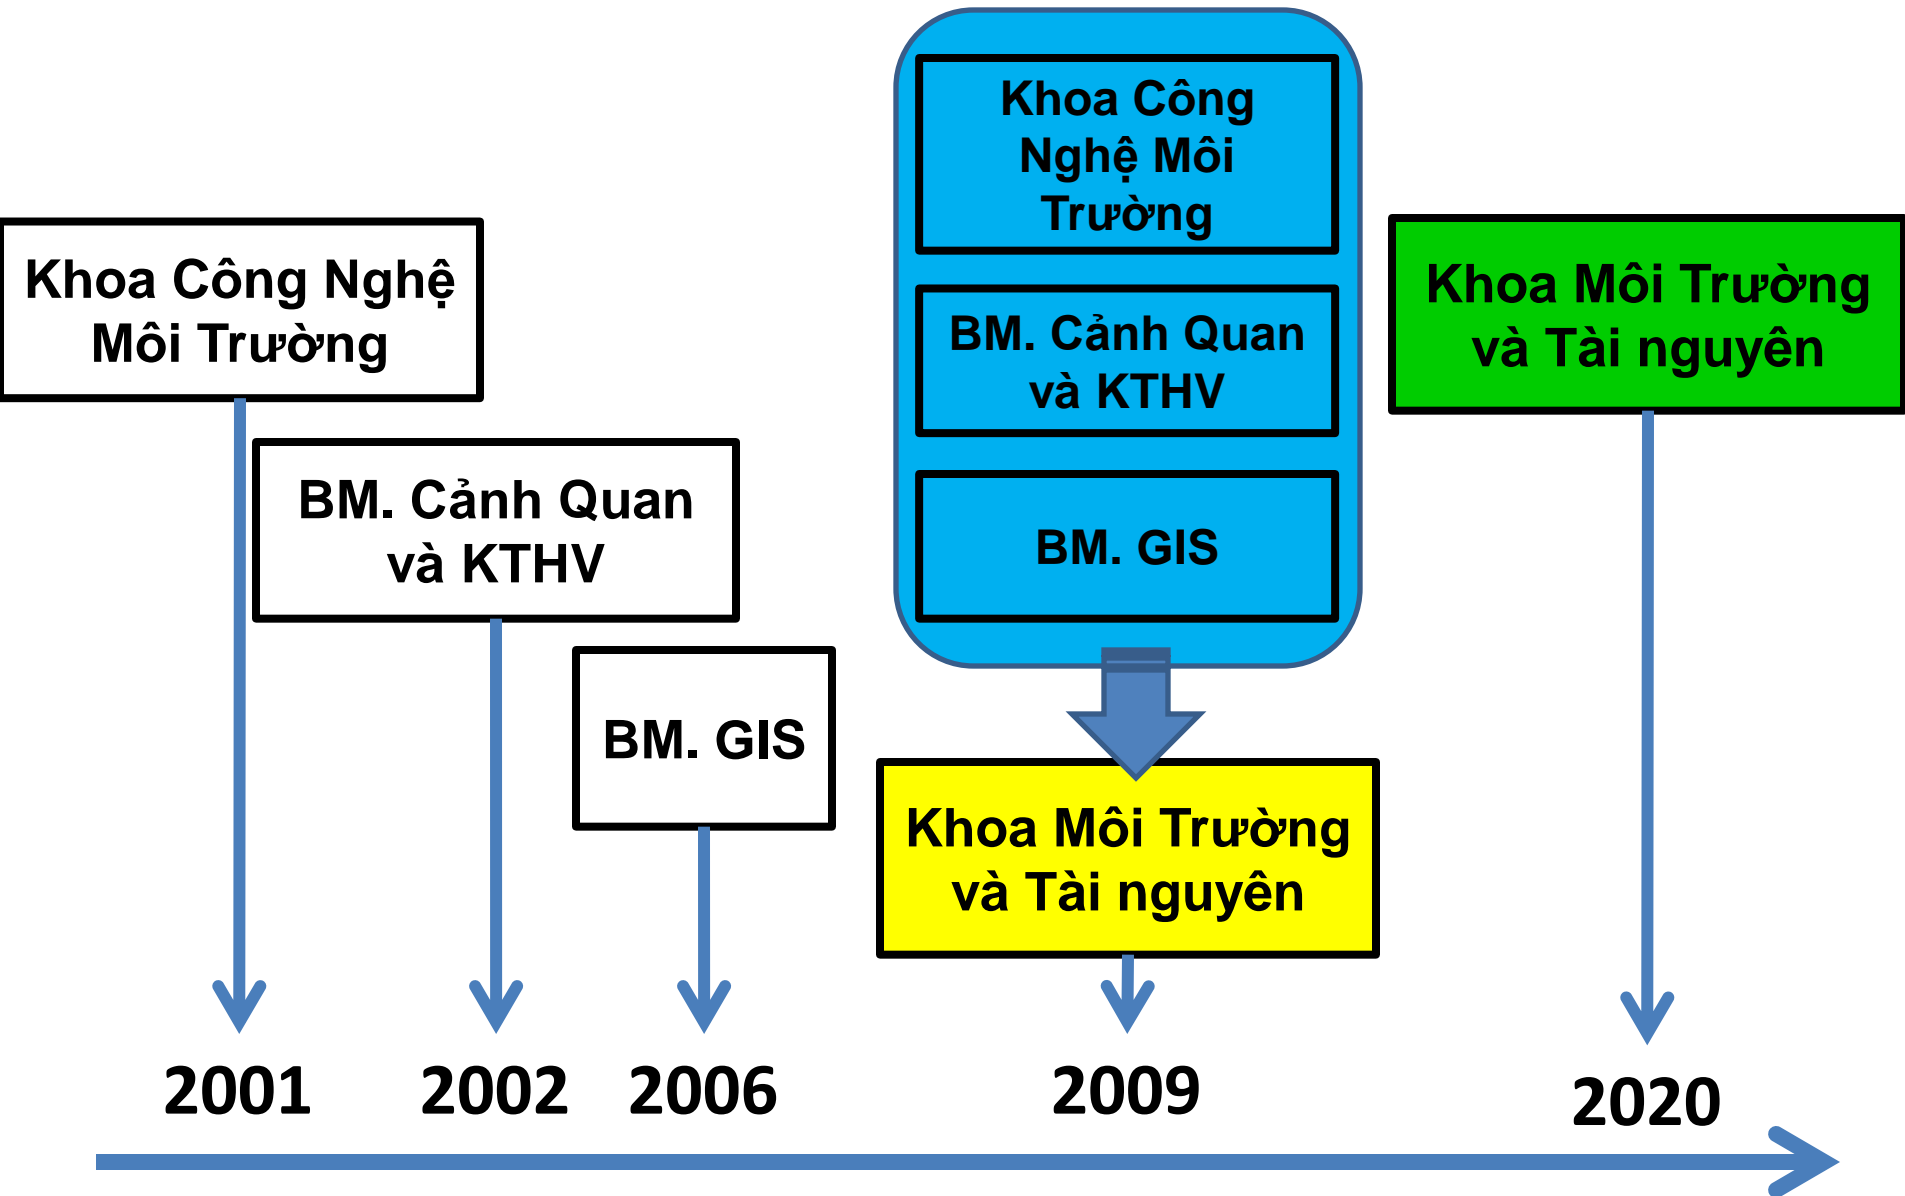 Khoa Công Nghệ
Môi Trường
BM. Cảnh Quan
và KTHV
BM. GIS
Khoa Công
Nghệ Môi
Trường
BM. Cảnh Quan
và KTHV
BM. GIS
Khoa Môi Trường
và Tài nguyên
Khoa Môi Trường
và Tài nguyên
2001
2002
2006
2009
2020